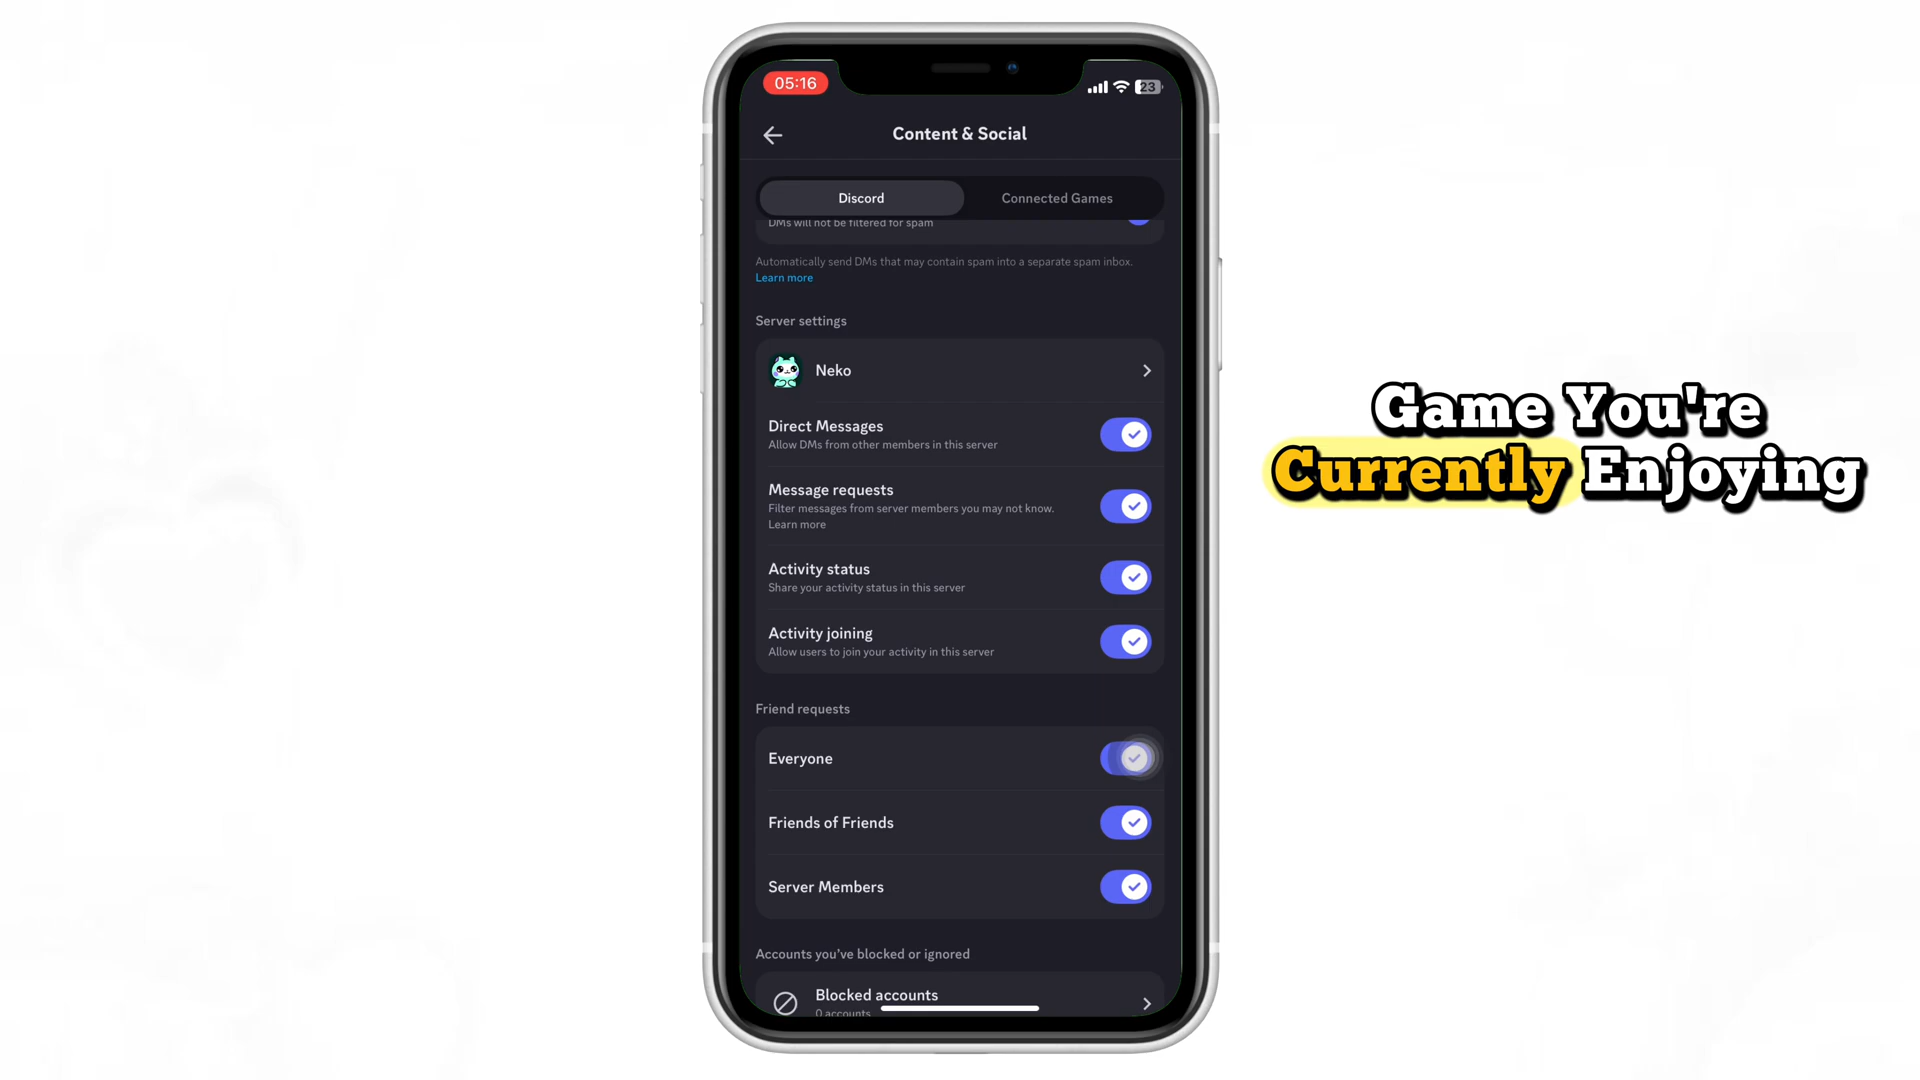 05:16
23
Content & Social
Discord
Connected Games
DMs will not be filtered for spam
Automatically send DMs that may contain spam into a separate spam inbox.
Learn more
Server settings
Neko
Direct Messages
Allow DMs from other members in this server
Message requests
Filter messages from server members you may not know.
Learn more
Activity status
Share your activity status in this server
Activity joining
Allow users to join your activity in this server
Friend requests
Everyone
Friends of Friends
Server Members
Accounts you've blocked or ignored
Blocked accounts
0 accounts
Game You're
Currently Enjoying